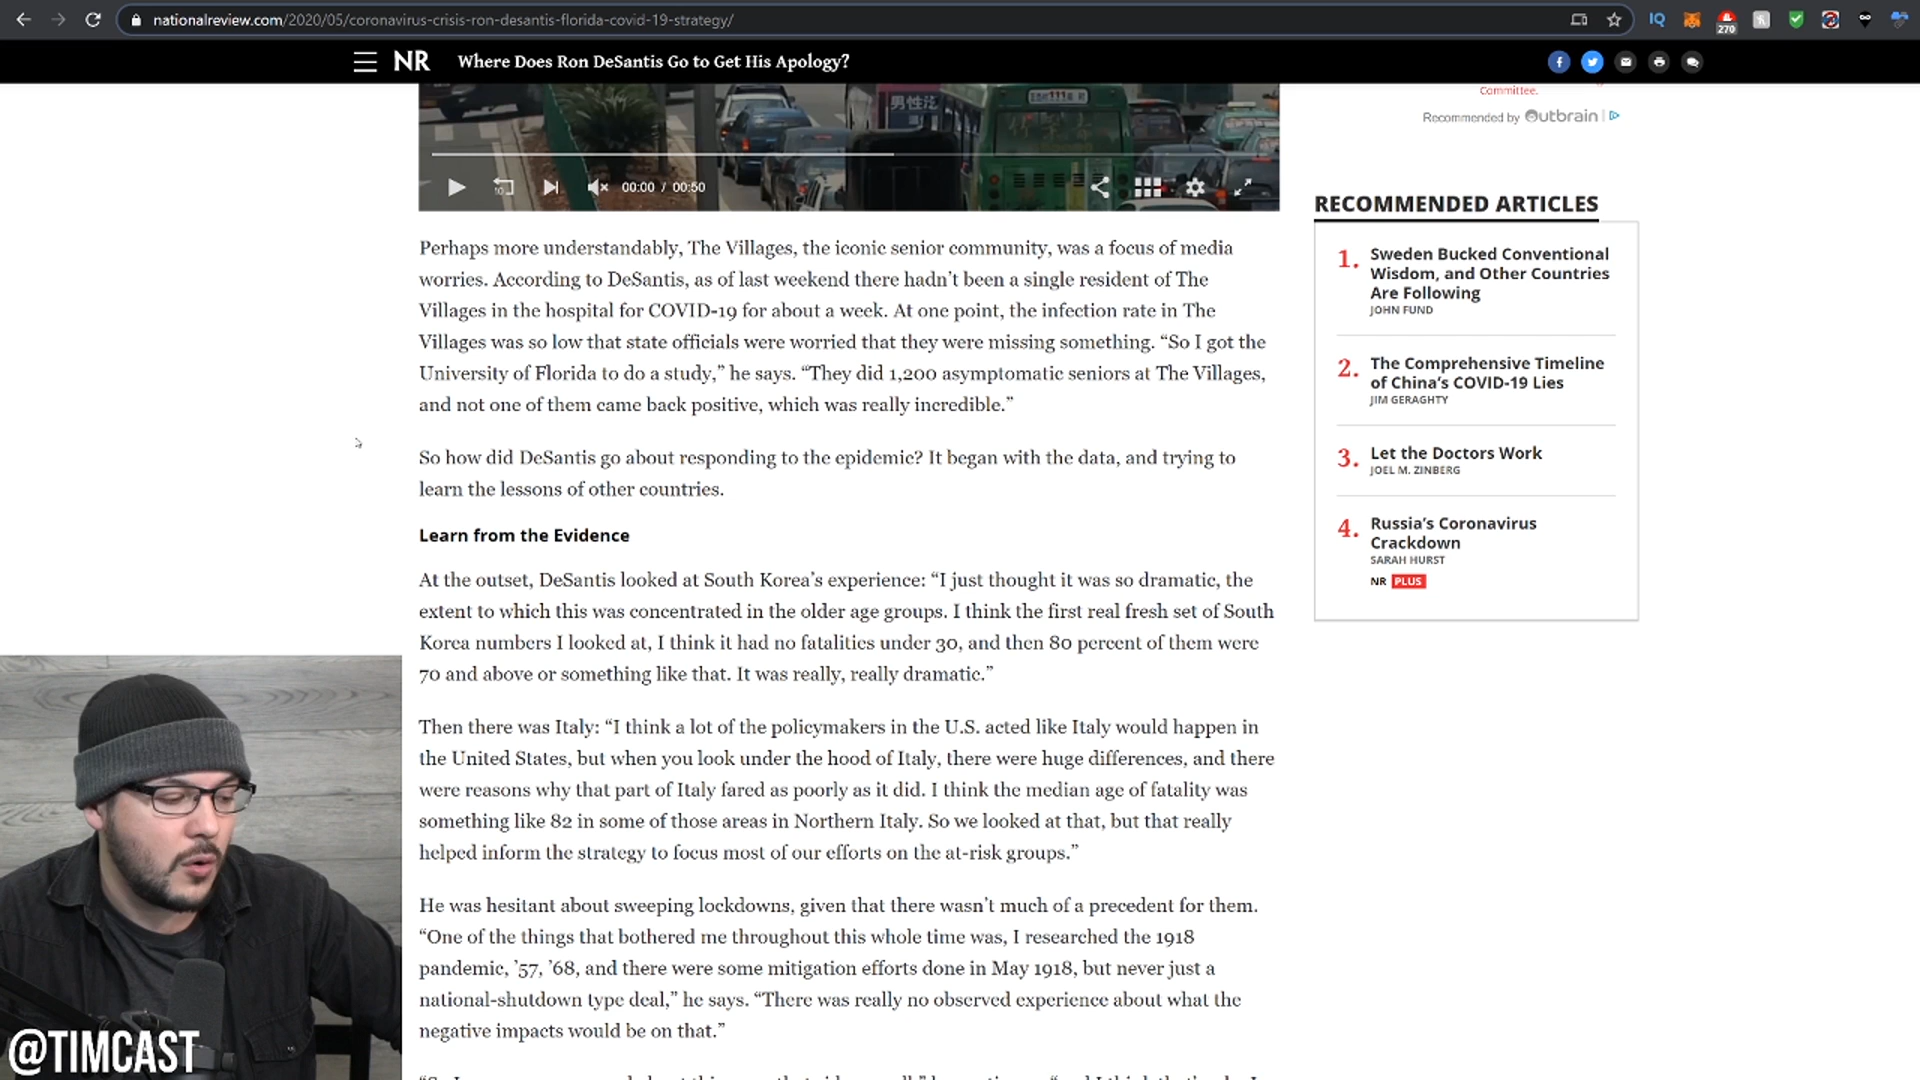 nationalreview.com/2020/05/coronavirus-crisis-ron-desantis-florida-covid-19-strategy/
IQ
270
NR
Where Does Ron DeSantis Go to Get His Apology?
Committee.
Recommended by Outbrain
男性
10
00:00 / 00:50
RECOMMENDED ARTICLES
1. Sweden Bucked Conventional
Wisdom, and Other Countries
Are Following
JOHN FUND
2. The Comprehensive Timeline
of China’s COVID-19 Lies
JIM GERAGHTY
3. Let the Doctors Work
JOEL M. ZINBERG
4. Russia’s Coronavirus
Crackdown
SARAH HURST
NR PLUS
Perhaps more understandably, The Villages, the iconic senior community, was a focus of media
worries. According to DeSantis, as of last weekend there hadn’t been a single resident of The
Villages in the hospital for COVID-19 for about a week. At one point, the infection rate in The
Villages was so low that state officials were worried that they were missing something. “So I got the
University of Florida to do a study,” he says. “They did 1,200 asymptomatic seniors at The Villages,
and not one of them came back positive, which was really incredible.”
So how did DeSantis go about responding to the epidemic? It began with the data, and trying to
learn the lessons of other countries.
Learn from the Evidence
At the outset, DeSantis looked at South Korea’s experience: “I just thought it was so dramatic, the
extent to which this was concentrated in the older age groups. I think the first real fresh set of South
Korea numbers I looked at, I think it had no fatalities under 30, and then 80 percent of them were
70 and above or something like that. It was really, really dramatic.”
Then there was Italy: “I think a lot of the policymakers in the U.S. acted like Italy would happen in
the United States, but when you look under the hood of Italy, there were huge differences, and there
were reasons why that part of Italy fared as poorly as it did. I think the median age of fatality was
something like 82 in some of those areas in Northern Italy. So we looked at that, but that really
helped inform the strategy to focus most of our efforts on the at-risk groups.”
He was hesitant about sweeping lockdowns, given that there wasn’t much of a precedent for them.
“One of the things that bothered me throughout this whole time was, I researched the 1918
pandemic, ’57, ’68, and there were some mitigation efforts done in May 1918, but never just a
national-shutdown type deal,” he says. “There was really no observed experience about what the
negative impacts would be on that.”
@TIMCAST